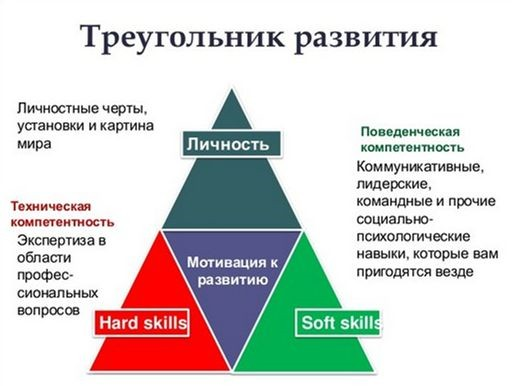 Треугольник развития
Личностные черты,
установки и картина
мира
Личность
Поведенческая
компетентность
Коммуникативные,
лидерские,
командные и прочие
социально-
психологические
навыки, которые вам
пригодятся везде
Техническая
компетентность
Экспертиза в
области
профес-
сиональных
вопросов
Мотивация к
развитию
Hard skills
Soft skills